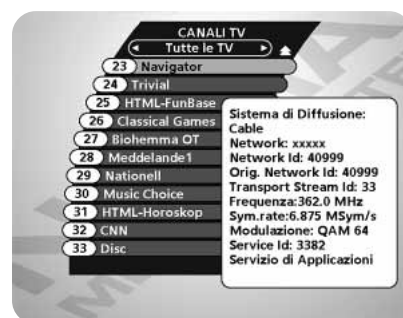 CANALI TV
Tutte le TV
23 Navigator
24 Trivial
25 HTML-FunBase
26 Classical Games
27 Biohemma OT
28 Meddelande1
29 Nationell
30 Music Choice
31 HTML-Horoskop
32 CNN
33 Disc
Sistema di Diffusione:
Cable
Network: xxxxx
Network Id: 40999
Orig. Network Id: 40999
Transport Stream Id: 33
Frequenza:362.0 MHz
Sym.rate:6.875 MSym/s
Modulazione: QAM 64
Service Id: 3382
Servizio di Applicazioni